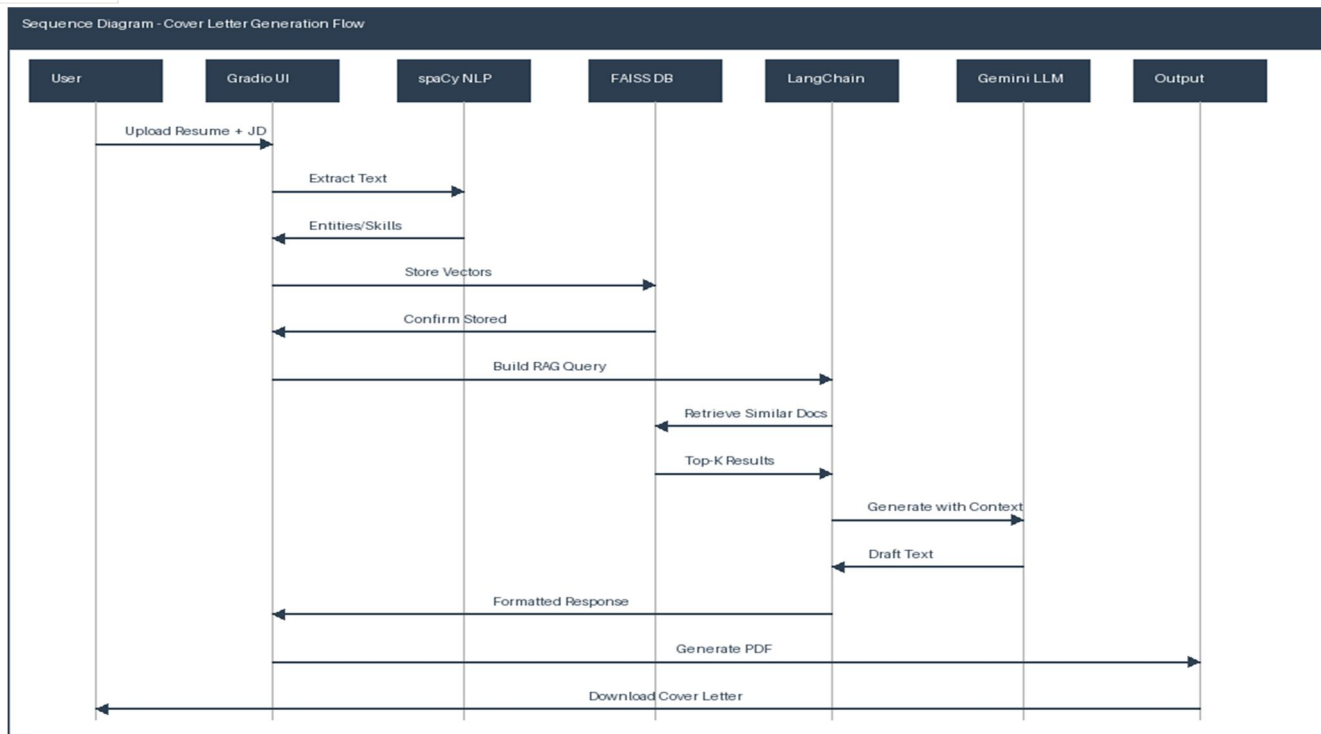 Sequence Diagram - Cover Letter Generation Flow
User
Gradio UI
spaCy NLP
FAISS DB
LangChain
Gemini LLM
Output
Upload Resume + JD
Extract Text
Entities/Skills
Store Vectors
Confirm Stored
Build RAG Query
Retrieve Similar Docs
Top-K Results
Generate with Context
Draft Text
Formatted Response
Generate PDF
Download Cover Letter